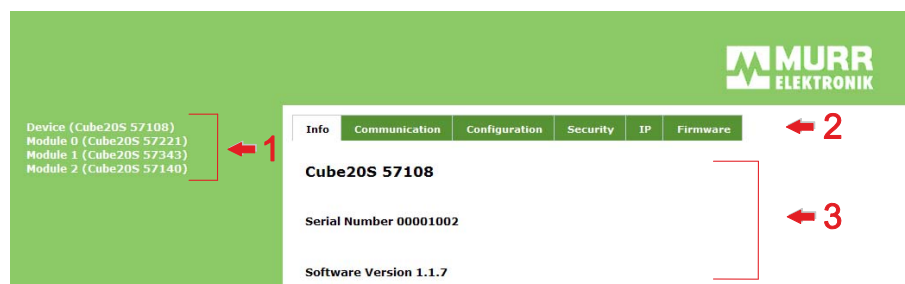 MURR
ELEKTRONIK
Device (Cube20S 57108)
Module 0 (Cube20S 57221)
Module 1 (Cube20S 57343)
Module 2 (Cube20S 57140)
1
Info Communication Configuration Security IP Firmware
2
Cube20S 57108
Serial Number 00001002
3
Software Version 1.1.7